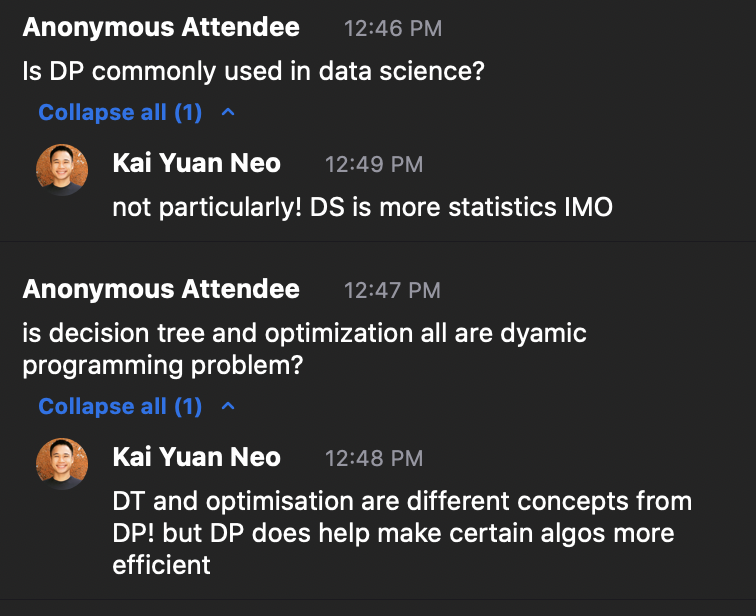 Anonymous Attendee 12:46 PM
Is DP commonly used in data science?
Collapse all (1)
Kai Yuan Neo 12:49 PM
not particularly! DS is more statistics IMO
Anonymous Attendee 12:47 PM
is decision tree and optimization all are dyamic
programming problem?
Collapse all (1)
Kai Yuan Neo 12:48 PM
DT and optimisation are different concepts from
DP! but DP does help make certain algos more
efficient